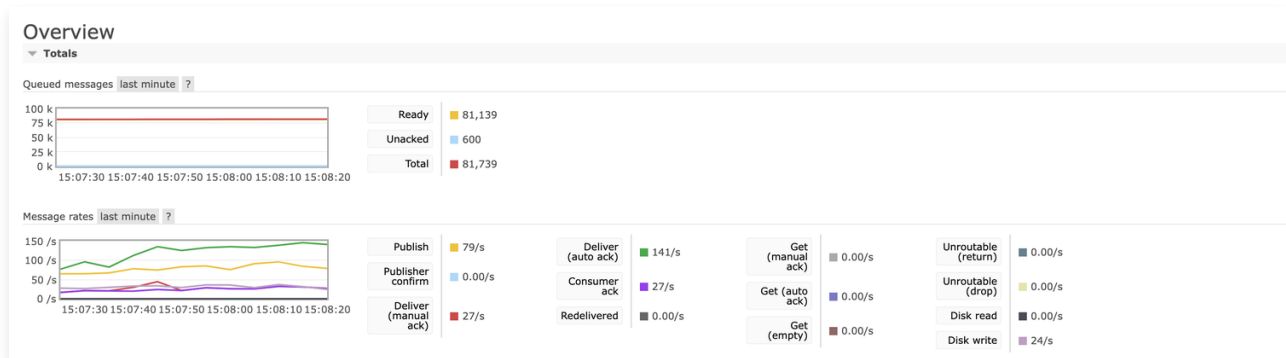 Overview
Totals
Queued messages last minute ?
100 k
75 k
50 k
25 k
0 k
15:07:30 15:07:40 15:07:50 15:08:00 15:08:10 15:08:20
Ready 81,139
Unacked 600
Total 81,739
Message rates last minute ?
150 /s
100 /s
50 /s
0 /s
15:07:30 15:07:40 15:07:50 15:08:00 15:08:10 15:08:20
Publish 79/s
Publisher
confirm 0.00/s
Deliver
(manual
ack) 27/s
Deliver
(auto ack) 141/s
Consumer
ack 27/s
Redelivered 0.00/s
Get
(manual
ack) 0.00/s
Get (auto
ack) 0.00/s
Get
(empty) 0.00/s
Unroutable
(return) 0.00/s
Unroutable
(drop) 0.00/s
Disk read 0.00/s
Disk write 24/s